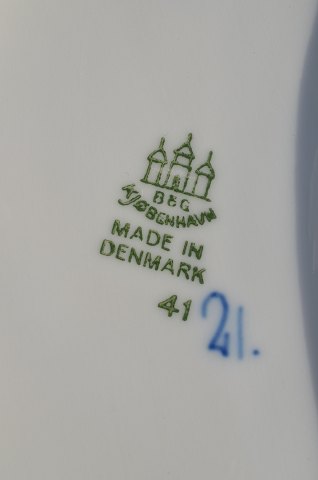 B&G
KJØBENHAVN
MADE IN
DENMARK
41 21.